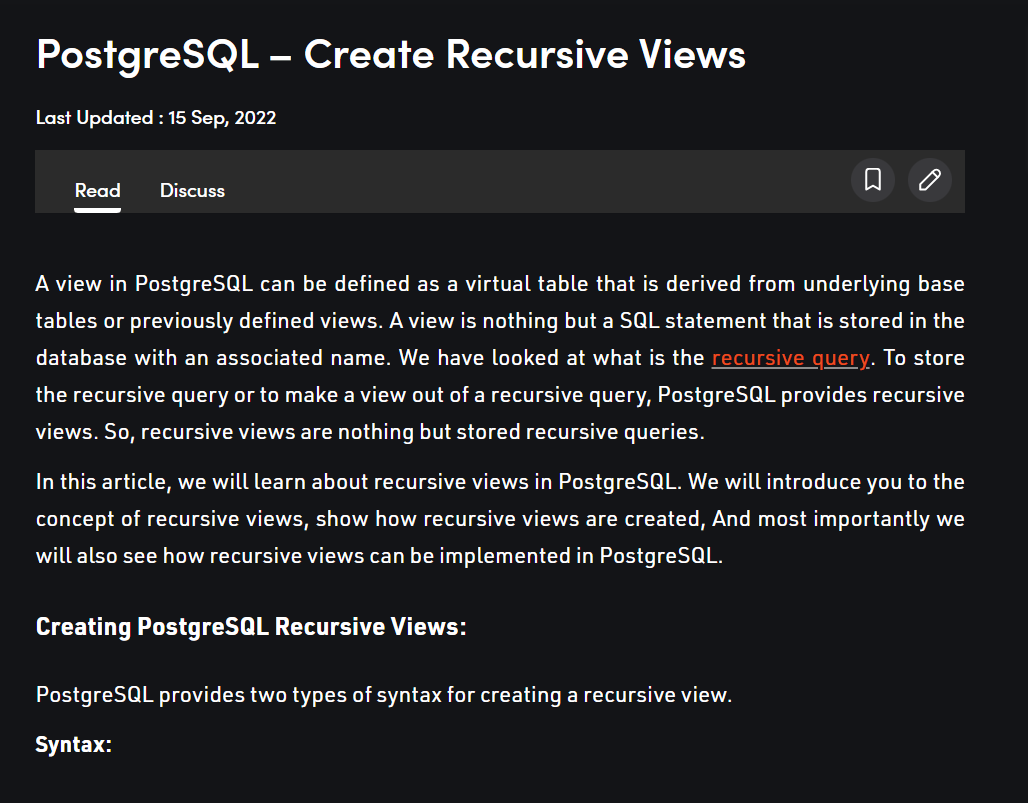 PostgreSQL – Create Recursive Views
Last Updated : 15 Sep, 2022
Read Discuss
A view in PostgreSQL can be defined as a virtual table that is derived from underlying base
tables or previously defined views. A view is nothing but a SQL statement that is stored in the
database with an associated name. We have looked at what is the recursive query. To store
the recursive query or to make a view out of a recursive query, PostgreSQL provides recursive
views. So, recursive views are nothing but stored recursive queries.
In this article, we will learn about recursive views in PostgreSQL. We will introduce you to the
concept of recursive views, show how recursive views are created, And most importantly we
will also see how recursive views can be implemented in PostgreSQL.
Creating PostgreSQL Recursive Views:
PostgreSQL provides two types of syntax for creating a recursive view.
Syntax: